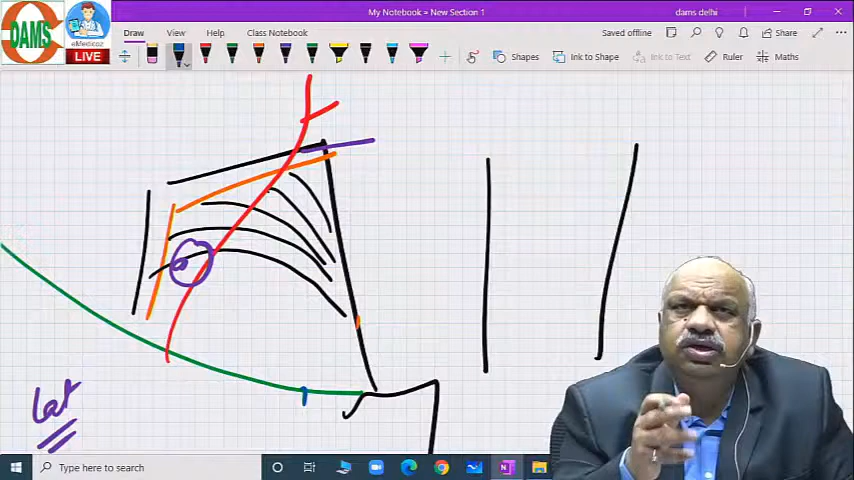 My Notebook = New Section 1
dams delhi
DAMS
eMedicoz
LIVE
Draw
View
Help
Class Notebook
Saved offline
Share
Shapes
Ink to Shape
Ink to Text
Ruler
Maths
Lat
Type here to search